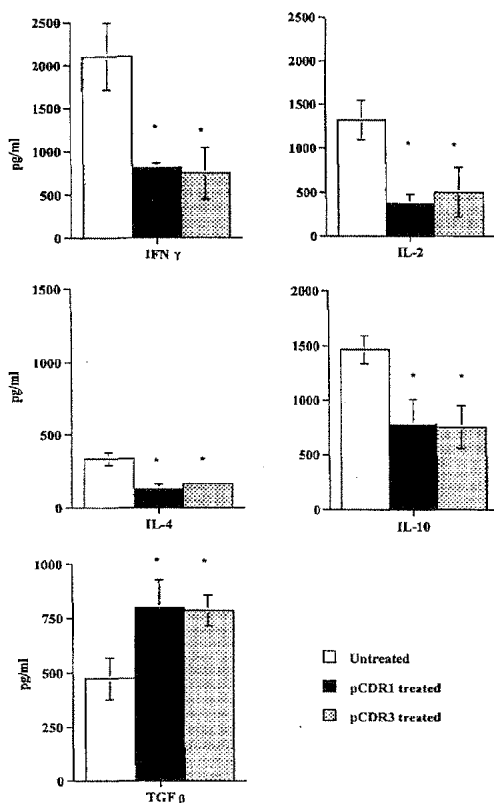 2500
2000
1500
1000
500
0
pg/ml
* *
IFN γ
2500
2000
1500
1000
500
0
* *
IL-2
1500
1000
500
0
pg/ml
* *
IL-4
2000
1500
1000
500
0
* *
IL-10
1000
750
500
250
0
pg/ml
* *
TGF β
Untreated
pCDR1 treated
pCDR3 treated